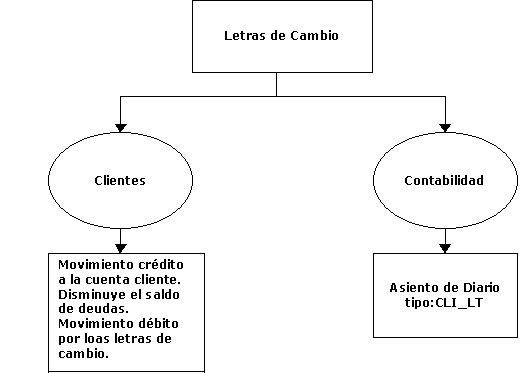 Letras de Cambio
Clientes
Contabilidad
Movimiento crédito
a la cuenta cliente.
Disminuye el saldo
de deudas.
Movimiento débito
por loas letras de
cambio.
Asiento de Diario
tipo:CLI_LT